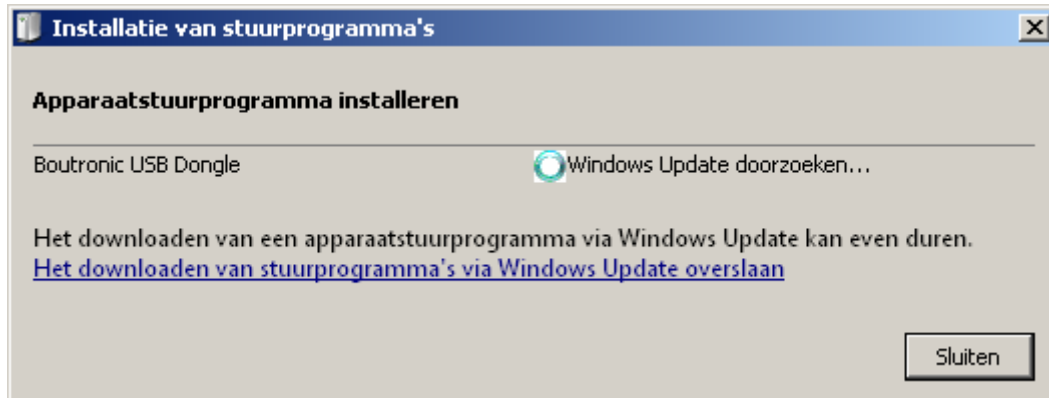 Installatie van stuurprogramma's
Apparaatstuurprogramma installeren
Boutronic USB Dongle Windows Update doorzoeken...
Het downloaden van een apparaatstuurprogramma via Windows Update kan even duren.
Het downloaden van stuurprogramma's via Windows Update overslaan
Sluiten